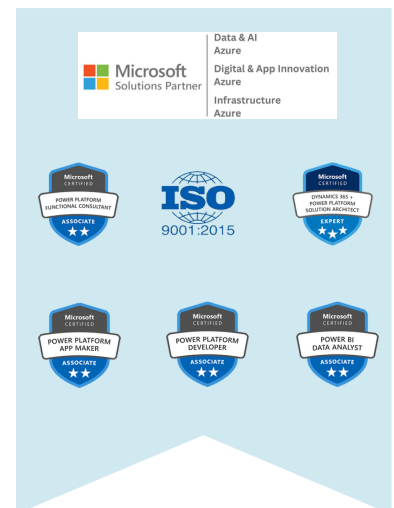 Microsoft
Solutions Partner
Data & AI
Azure
Digital & App Innovation
Azure
Infrastructure
Azure
Microsoft
CERTIFIED
POWER PLATFORM
FUNCTIONAL CONSULTANT
ASSOCIATE
ISO
9001:2015
Microsoft
CERTIFIED
DYNAMICS 365 +
POWER PLATFORM
SOLUTION ARCHITECT
EXPERT
Microsoft
CERTIFIED
POWER PLATFORM
APP MAKER
ASSOCIATE
Microsoft
CERTIFIED
POWER PLATFORM
DEVELOPER
ASSOCIATE
Microsoft
CERTIFIED
POWER BI
DATA ANALYST
ASSOCIATE